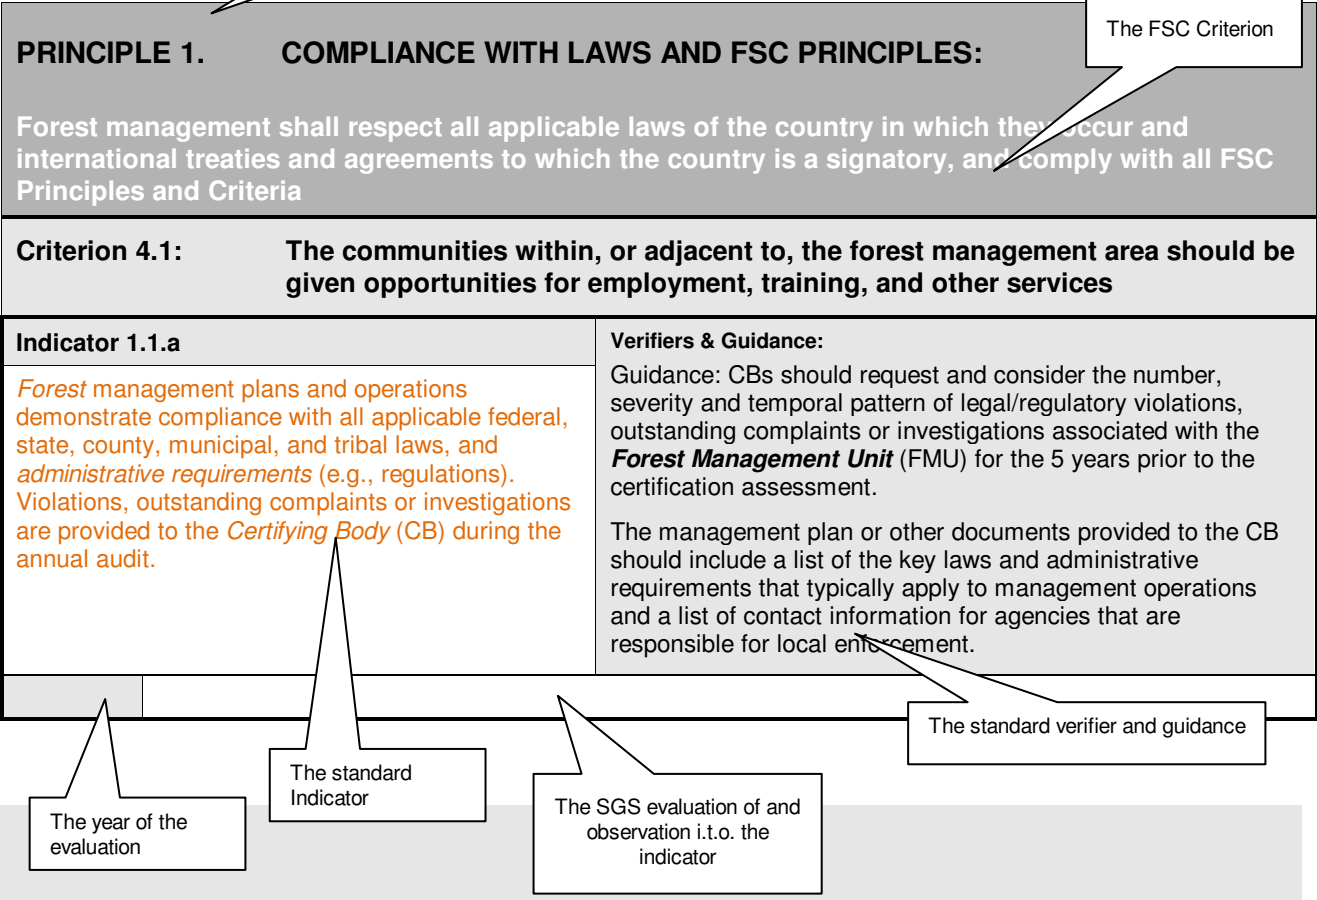 The FSC Criterion
PRINCIPLE 1. COMPLIANCE WITH LAWS AND FSC PRINCIPLES:
Forest management shall respect all applicable laws of the country in which they occur and
international treaties and agreements to which the country is a signatory, and comply with all FSC
Principles and Criteria
Criterion 4.1: The communities within, or adjacent to, the forest management area should be
given opportunities for employment, training, and other services
Indicator 1.1.a
Forest management plans and operations
demonstrate compliance with all applicable federal,
state, county, municipal, and tribal laws, and
administrative requirements (e.g., regulations).
Violations, outstanding complaints or investigations
are provided to the Certifying Body (CB) during the
annual audit.
Verifiers & Guidance:
Guidance: CBs should request and consider the number,
severity and temporal pattern of legal/regulatory violations,
outstanding complaints or investigations associated with the
Forest Management Unit (FMU) for the 5 years prior to the
certification assessment.
The management plan or other documents provided to the CB
should include a list of the key laws and administrative
requirements that typically apply to management operations
and a list of contact information for agencies that are
responsible for local enforcement.
The standard verifier and guidance
The standard
Indicator
The SGS evaluation of and
observation i.t.o. the
indicator
The year of the
evaluation